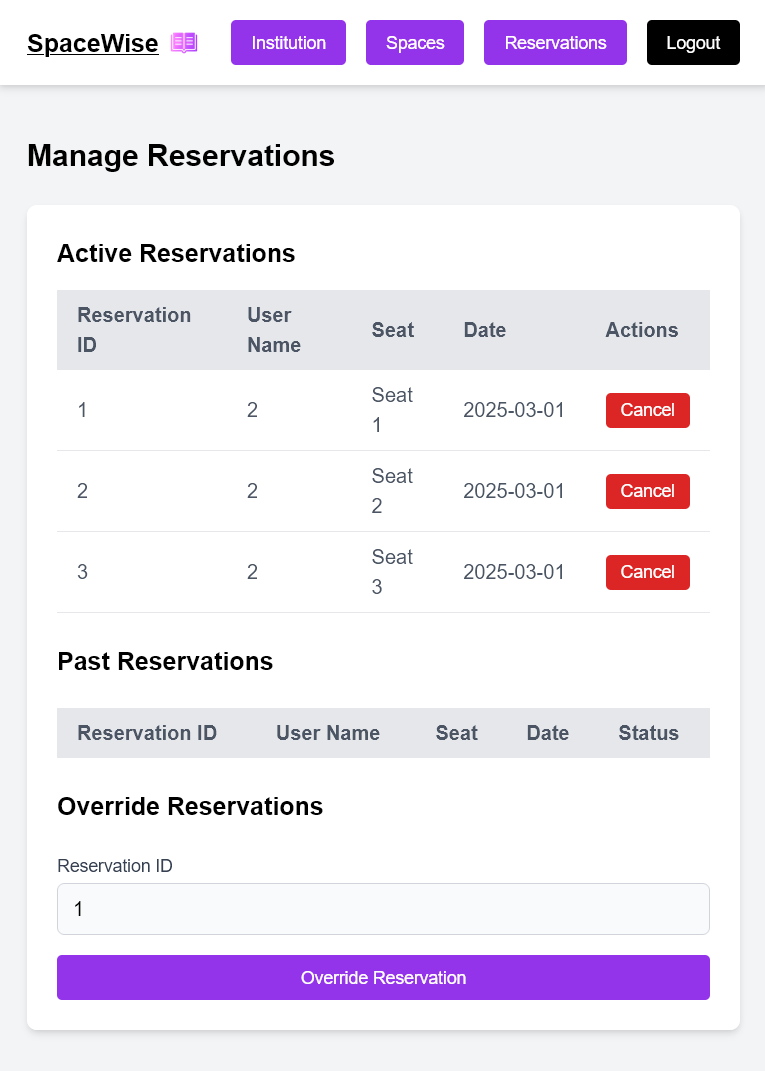 SpaceWise Institution Spaces Reservations Logout
Manage Reservations
Active Reservations
Reservation ID User Name Seat Date Actions
1 2 Seat 1 2025-03-01 Cancel
2 2 Seat 2 2025-03-01 Cancel
3 2 Seat 3 2025-03-01 Cancel
Past Reservations
Reservation ID User Name Seat Date Status
Override Reservations
Reservation ID
1
Override Reservation